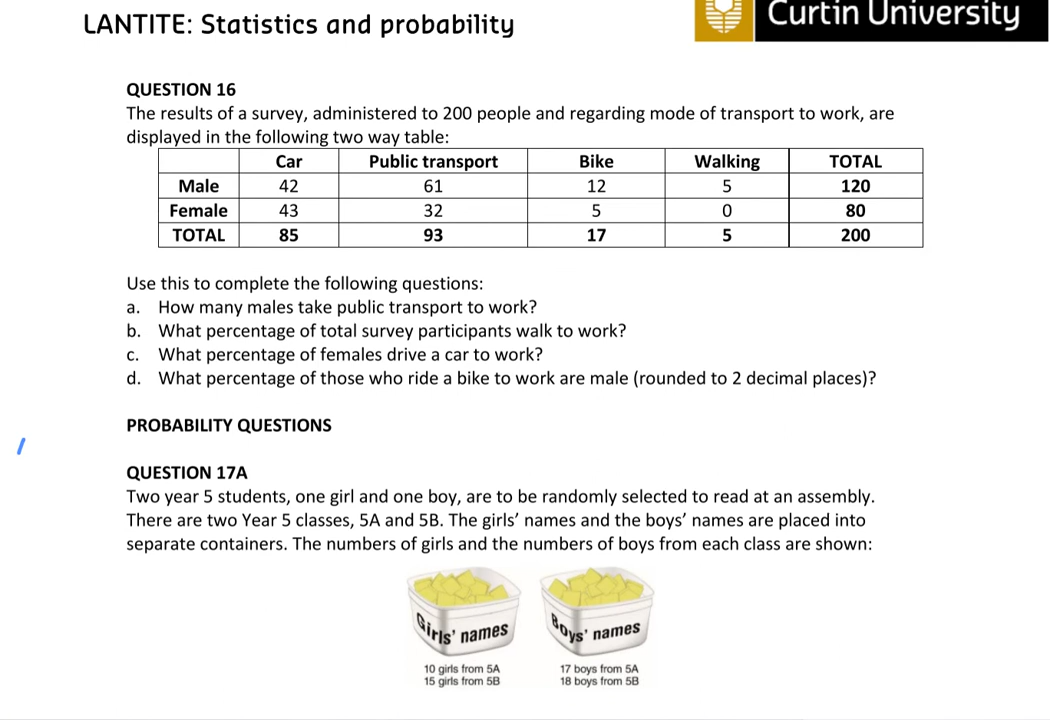 LANTITE: Statistics and probability
Curtin University
QUESTION 16
The results of a survey, administered to 200 people and regarding mode of transport to work, are
displayed in the following two way table:
Car Public transport Bike Walking TOTAL
Male 42 61 12 5 120
Female 43 32 5 0 80
TOTAL 85 93 17 5 200
Use this to complete the following questions:
a. How many males take public transport to work?
b. What percentage of total survey participants walk to work?
c. What percentage of females drive a car to work?
d. What percentage of those who ride a bike to work are male (rounded to 2 decimal places)?
PROBABILITY QUESTIONS
QUESTION 17A
Two year 5 students, one girl and one boy, are to be randomly selected to read at an assembly.
There are two Year 5 classes, 5A and 5B. The girls’ names and the boys’ names are placed into
separate containers. The numbers of girls and the numbers of boys from each class are shown:
Girls' names
Boys' names
10 girls from 5A
15 girls from 5B
17 boys from 5A
18 boys from 5B